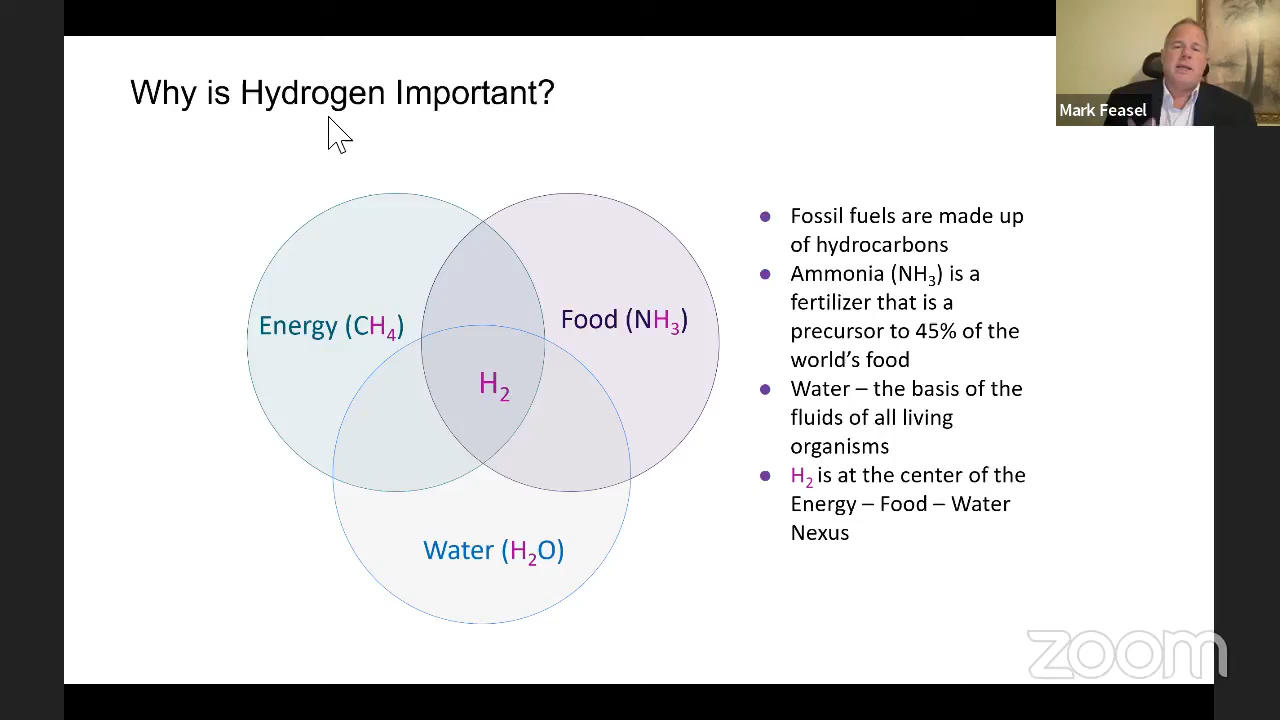 Why is Hydrogen Important?
Mark Feasel
Energy (CH₄)
Food (NH₃)
H₂
Water (H₂O)
● Fossil fuels are made up
of hydrocarbons
● Ammonia (NH₃) is a
fertilizer that is a
precursor to 45% of the
world's food
● Water – the basis of the
fluids of all living
organisms
● H₂ is at the center of the
Energy – Food – Water
Nexus
zoom